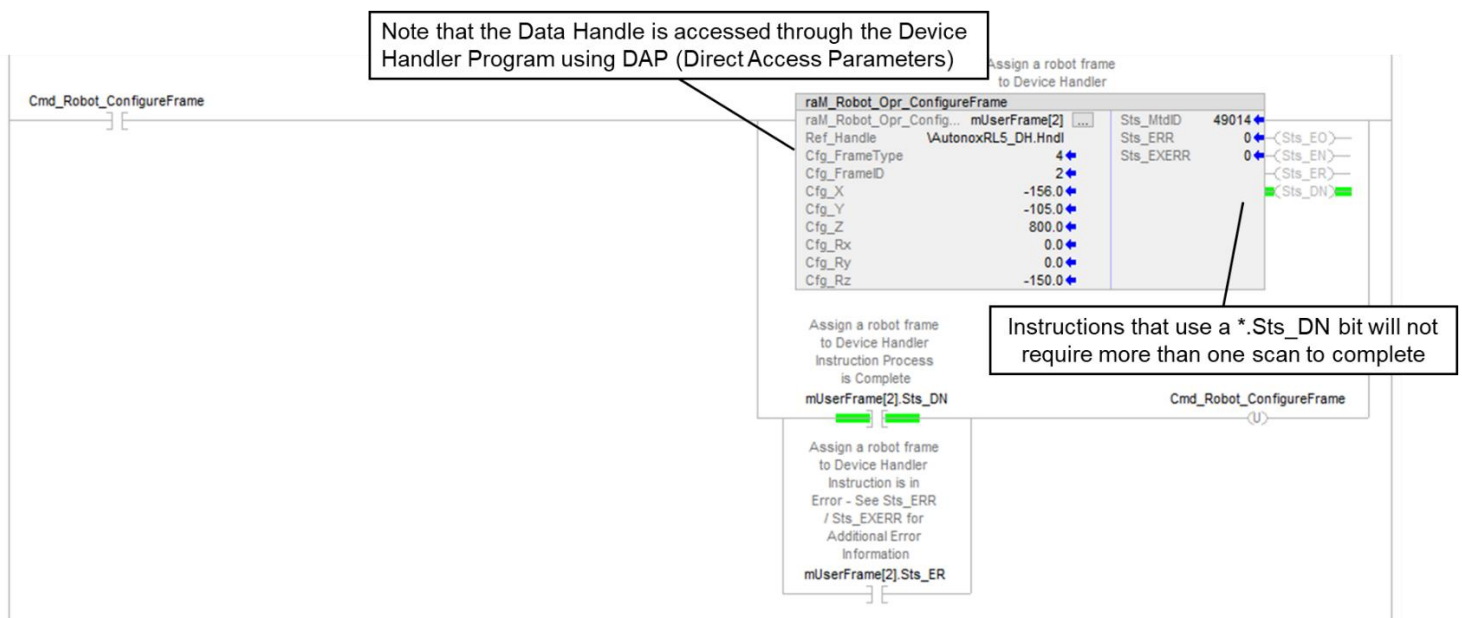 Note that the Data Handle is accessed through the Device
Handler Program using DAP (Direct Access Parameters)
Assign a robot frame
to Device Handler
Cmd_Robot_ConfigureFrame
raM_Robot_Opr_ConfigureFrame
raM_Robot_Opr_Config... mUserFrame[2] ... Sts_MtdID 49014
Ref_Handle \AutonoxRL5_DH.Hndl Sts_ERR 0 (Sts_EO)
Cfg_FrameType 4 Sts_EXERR 0 (Sts_EN)
Cfg_FrameID 2 (Sts_ER)
Cfg_X -156.0 (Sts_DN)
Cfg_Y -105.0
Cfg_Z 800.0
Cfg_Rx 0.0
Cfg_Ry 0.0
Cfg_Rz -150.0
Instructions that use a *.Sts_DN bit will not
require more than one scan to complete
Assign a robot frame
to Device Handler
Instruction Process
is Complete
mUserFrame[2].Sts_DN
Cmd_Robot_ConfigureFrame
U
Assign a robot frame
to Device Handler
Instruction is in
Error - See Sts_ERR
/ Sts_EXERR for
Additional Error
Information
mUserFrame[2].Sts_ER